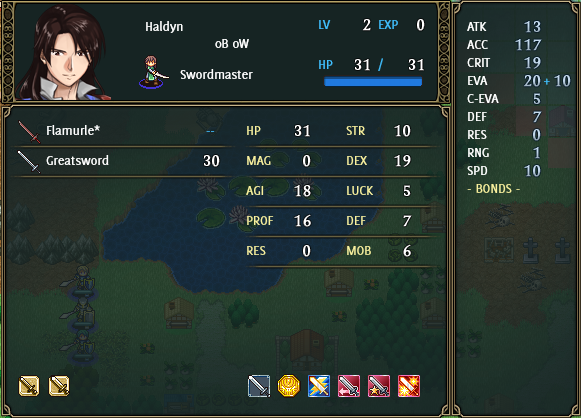 Haldyn
oB oW
Swordmaster
LV 2 EXP 0
HP 31 / 31
Flamurle* --
Greatsword 30
HP 31 STR 10
MAG 0 DEX 19
AGI 18 LUCK 5
PROF 16 DEF 7
RES 0 MOB 6
ATK 13
ACC 117
CRIT 19
EVA 20 + 10
C-EVA 5
DEF 7
RES 0
RNG 1
SPD 10
- BONDS -